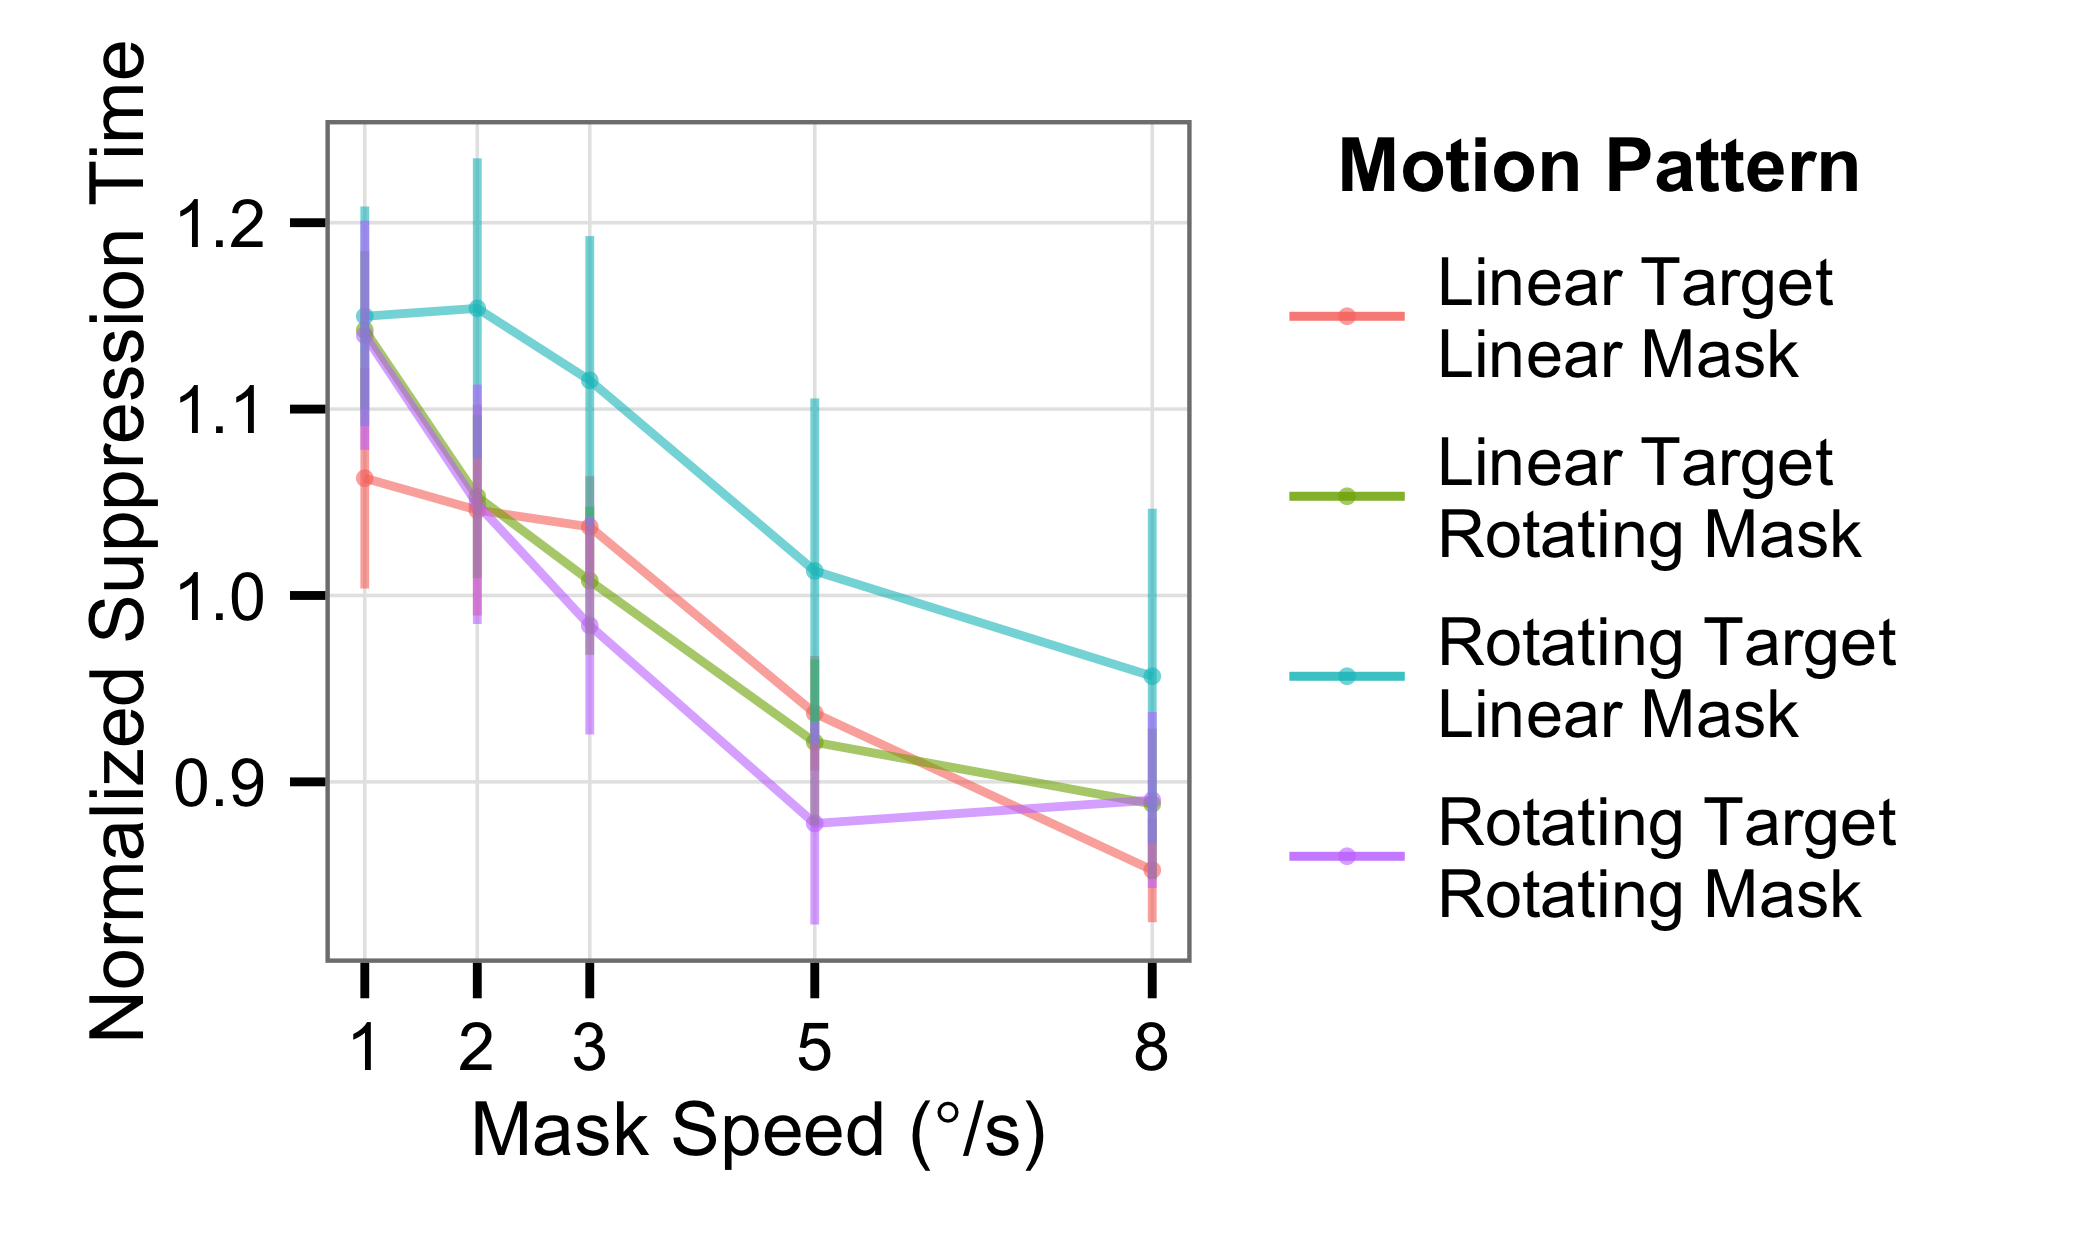 Normalized Suppression Time
1.2
1.1
1.0
0.9
1 2 3 5 8
Mask Speed (°/s)
Motion Pattern
Linear Target
Linear Mask
Linear Target
Rotating Mask
Rotating Target
Linear Mask
Rotating Target
Rotating Mask